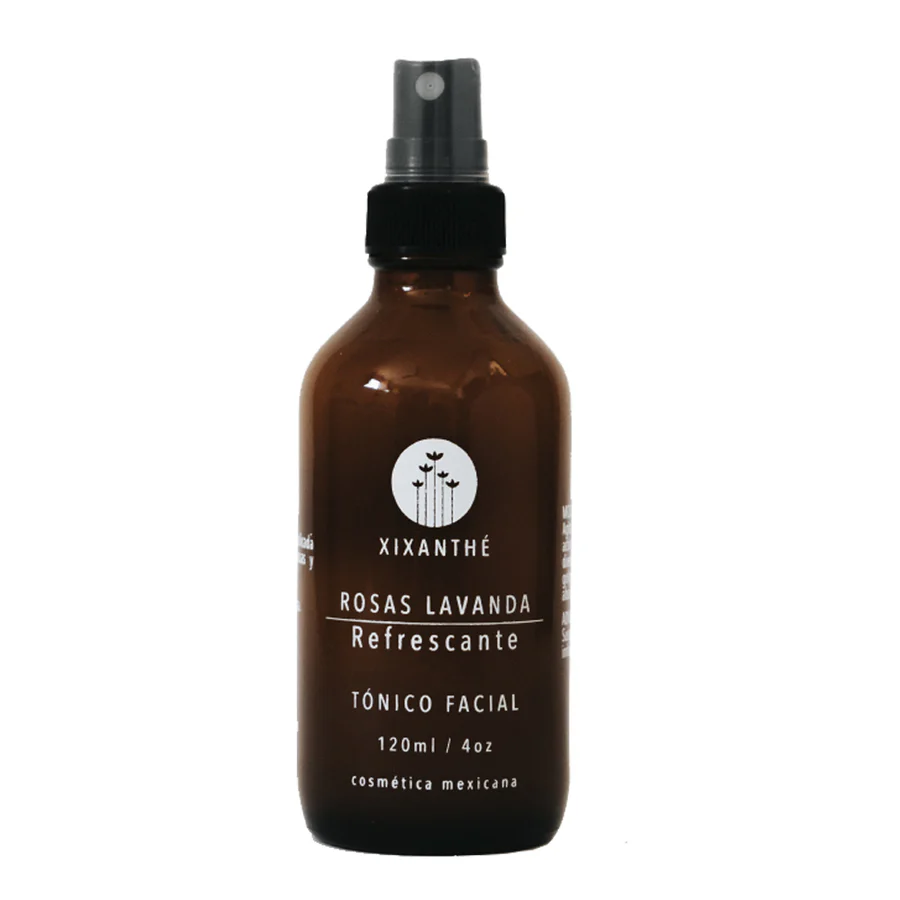 XIXANTHÉ
ROSAS LAVANDA
Refrescante
TÓNICO FACIAL
120ml / 4oz
cosmética mexicana